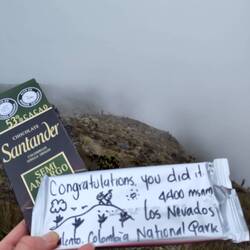 53% CACAO
CHOCOLATE
Santander
SEMI
AMARGO
Congratulations, you did it!
4400 msnm
Los Nevados
Salento, Colombia National Park